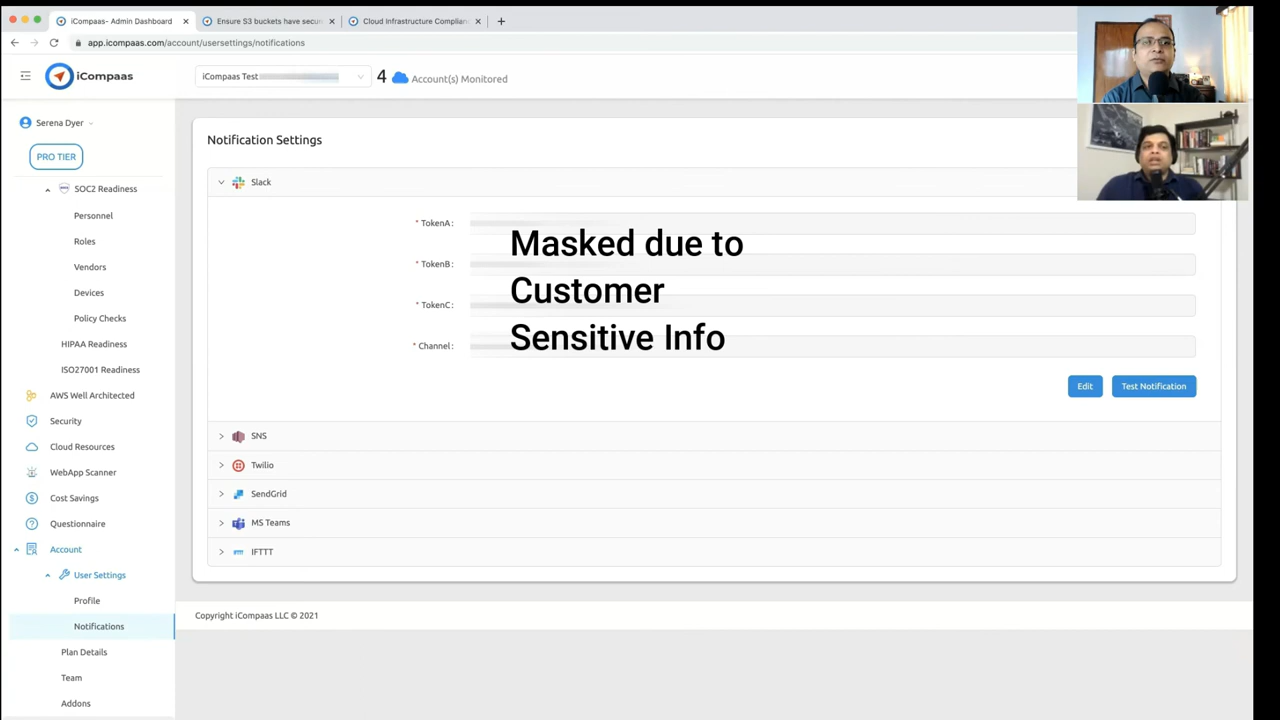 iCompaas- Admin Dashboard
Ensure S3 buckets have secur
Cloud Infrastructure Complian
app.icompaas.com/account/usersettings/notifications
iCompaas
iCompaas Test
4 Account(s) Monitored
Serena Dyer
PRO TIER
SOC2 Readiness
Personnel
Roles
Vendors
Devices
Policy Checks
HIPAA Readiness
ISO27001 Readiness
AWS Well Architected
Security
Cloud Resources
WebApp Scanner
Cost Savings
Questionnaire
Account
User Settings
Profile
Notifications
Plan Details
Team
Addons
Notification Settings
Slack
* TokenA:
* TokenB:
* TokenC:
* Channel:
Masked due to
Customer
Sensitive Info
Edit
Test Notification
SNS
Twilio
SendGrid
MS Teams
IFTTT
Copyright iCompaas LLC © 2021